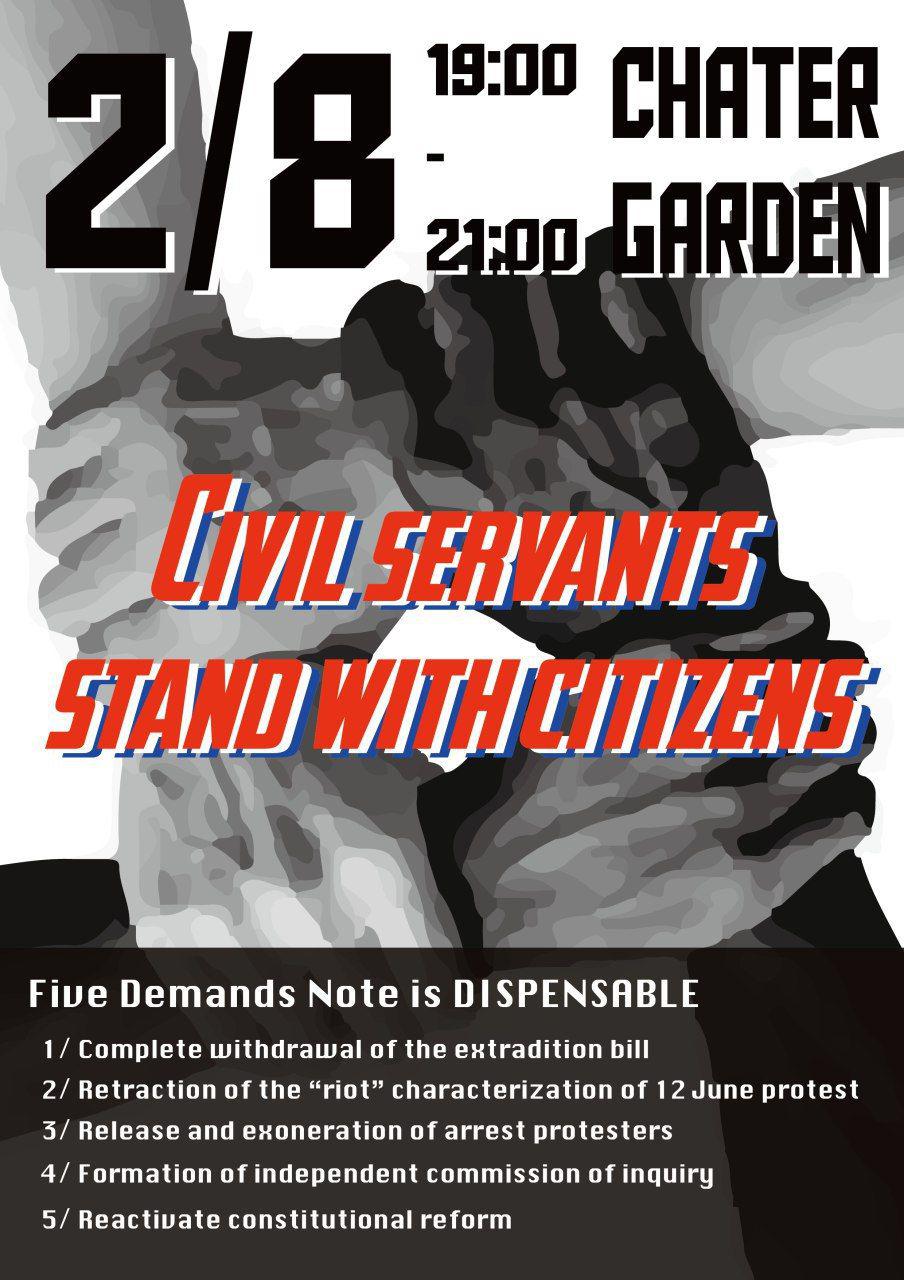 2/8
19:00
-
21:00
CHATER
GARDEN
CIVIL SERVANTS
STAND WITH CITIZENS
Five Demands Note is DISPENSABLE
1/ Complete withdrawal of the extradition bill
2/ Retraction of the “riot” characterization of 12 June protest
3/ Release and exoneration of arrest protesters
4/ Formation of independent commission of inquiry
5/ Reactivate constitutional reform